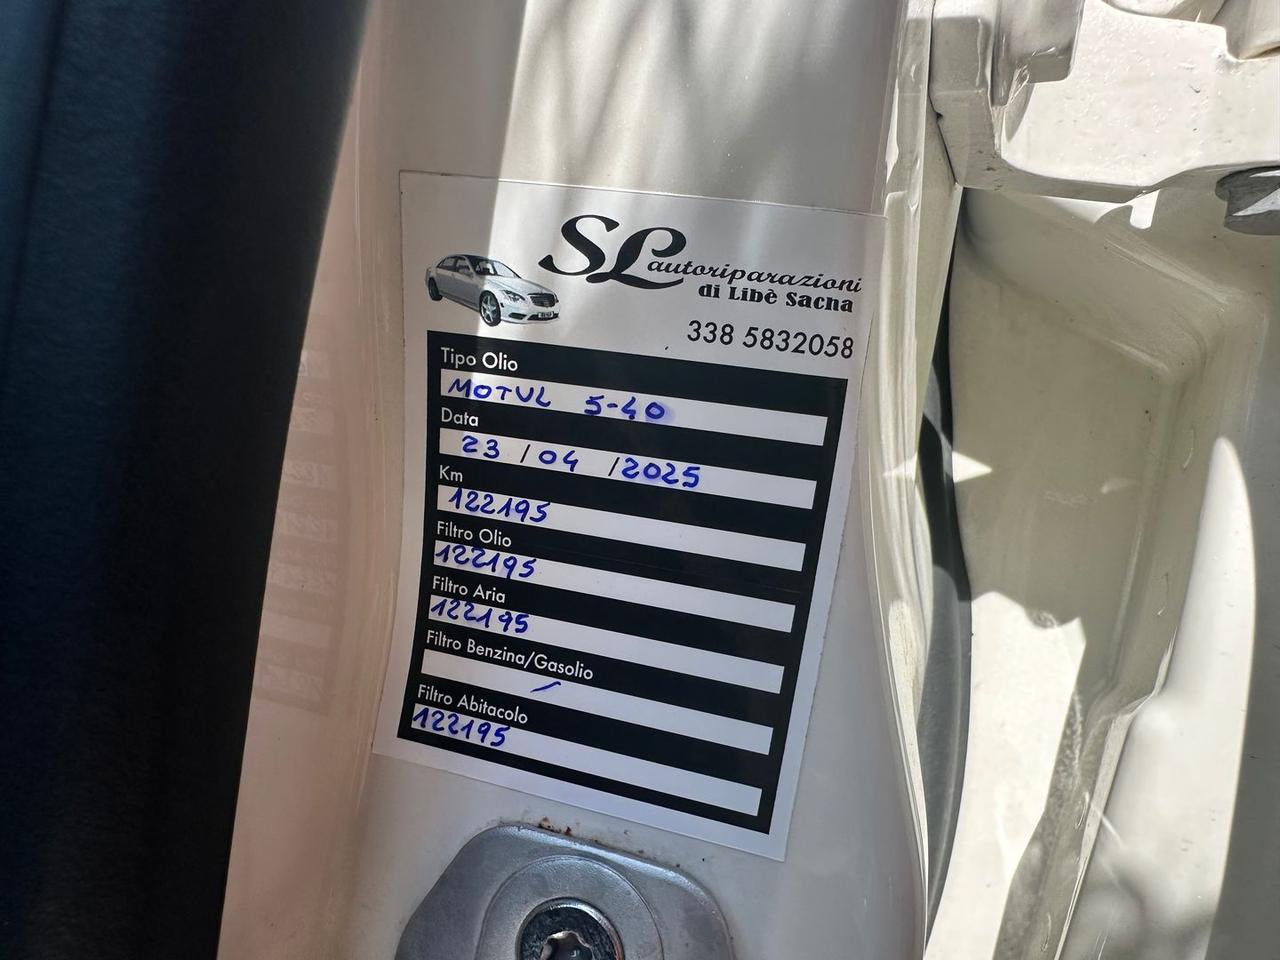 SL autoriparazioni
di Libè Sacha
338 5832058
Tipo Olio
MOTUL 5-40
Data
23/04/2025
Km
122195
Filtro Olio
122195
Filtro Aria
122195
Filtro Benzina/Gasolio
Filtro Abitacolo
122195